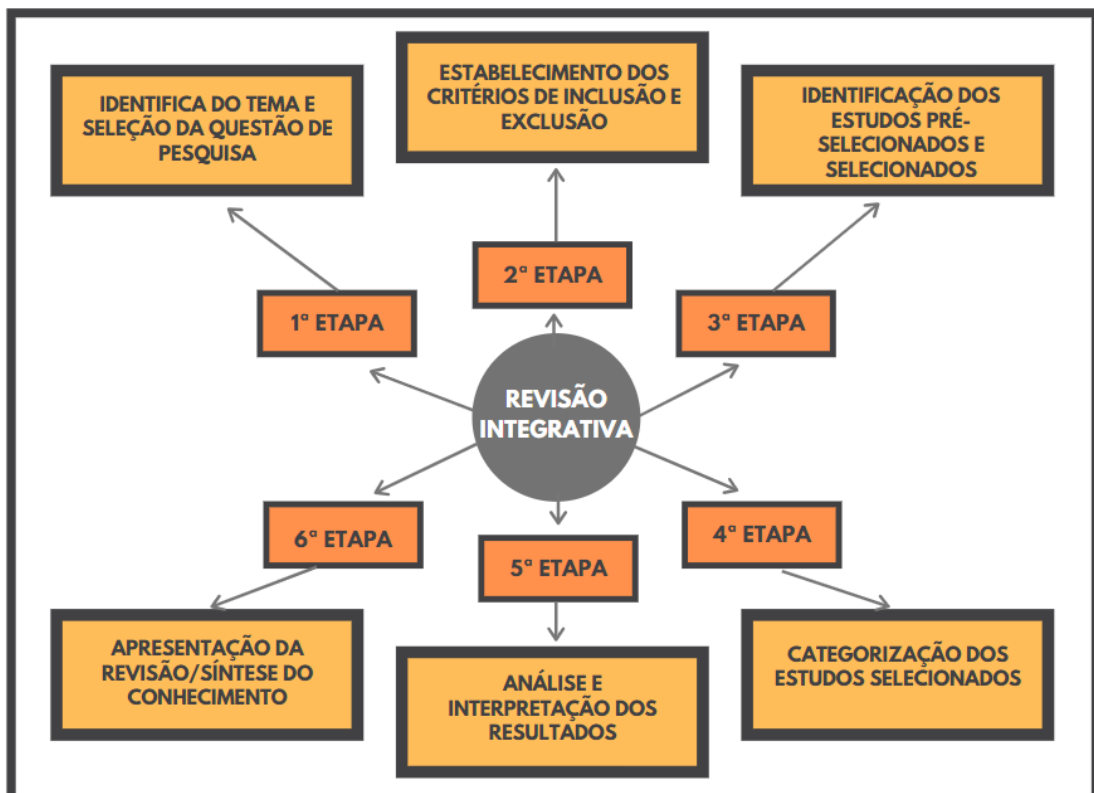 IDENTIFICA DO TEMA E
SELEÇÃO DA QUESTÃO DE
PESQUISA
ESTABELECIMENTO DOS
CRITÉRIOS DE INCLUSÃO E
EXCLUSÃO
IDENTIFICAÇÃO DOS
ESTUDOS PRÉ-
SELECIONADOS E
SELECIONADOS
1ª ETAPA
2ª ETAPA
3ª ETAPA
REVISÃO
INTEGRATIVA
6ª ETAPA
5ª ETAPA
4ª ETAPA
APRESENTAÇÃO DA
REVISÃO/SÍNTESE DO
CONHECIMENTO
ANÁLISE E
INTERPRETAÇÃO DOS
RESULTADOS
CATEGORIZAÇÃO DOS
ESTUDOS SELECIONADOS